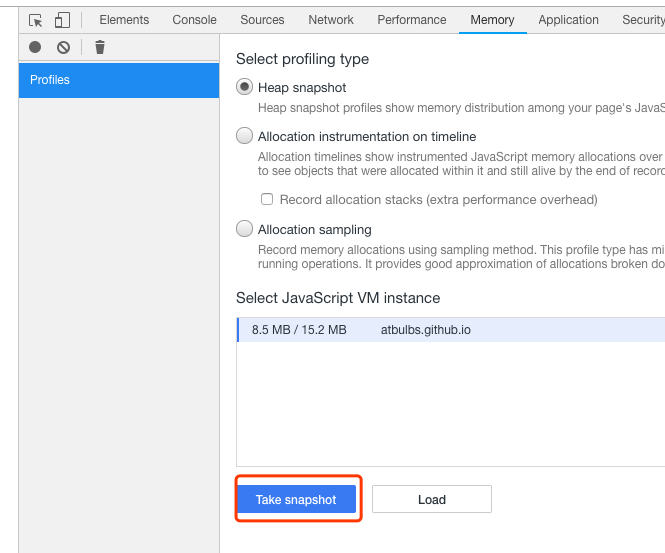 Elements Console Sources Network Performance Memory Application Security
Profiles
Select profiling type
Heap snapshot
Heap snapshot profiles show memory distribution among your page's JavaS
Allocation instrumentation on timeline
Allocation timelines show instrumented JavaScript memory allocations over
to see objects that were allocated within it and still alive by the end of recor
Record allocation stacks (extra performance overhead)
Allocation sampling
Record memory allocations using sampling method. This profile type has mi
running operations. It provides good approximation of allocations broken do
Select JavaScript VM instance
8.5 MB / 15.2 MB atbulbs.github.io
Take snapshot Load